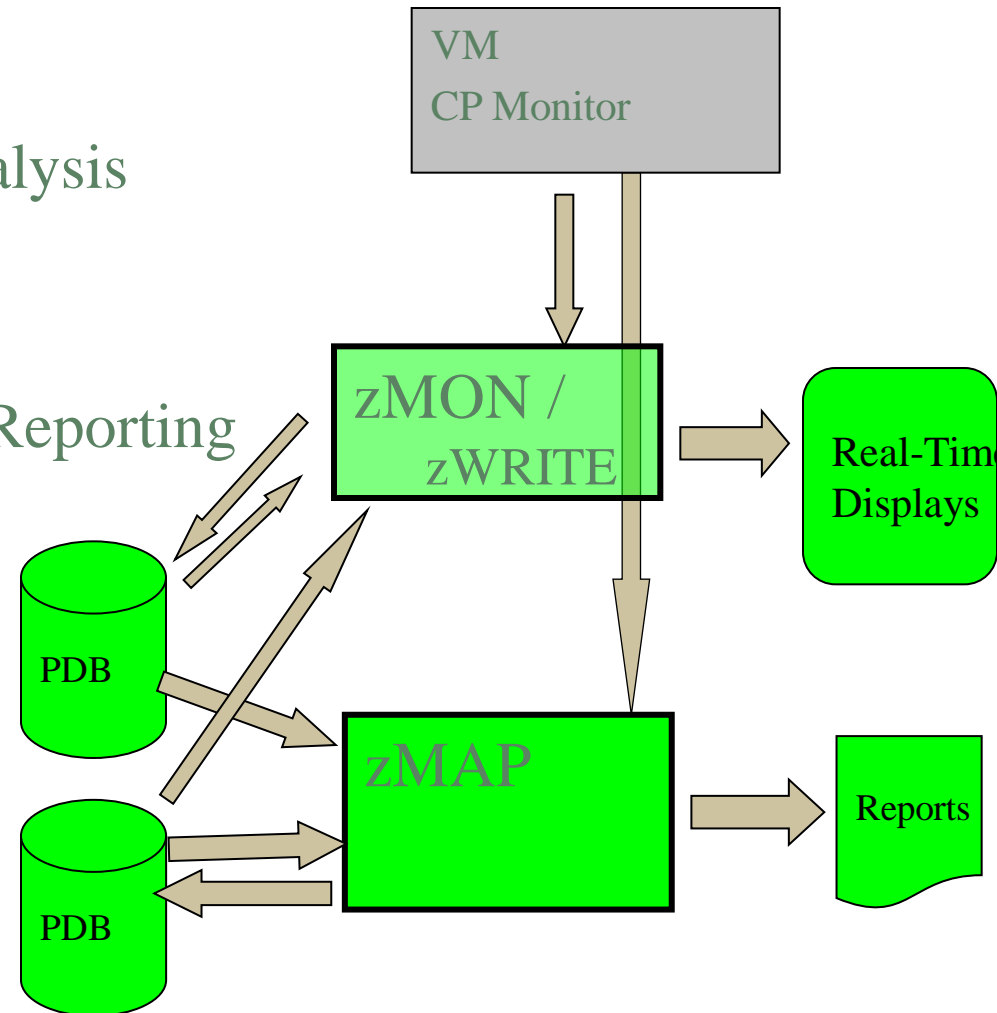 VM
CP Monitor
alysis
zMON /
Reporting
zWRITE
Real-Time
Displays
PDB
zMAP
Reports
PDB